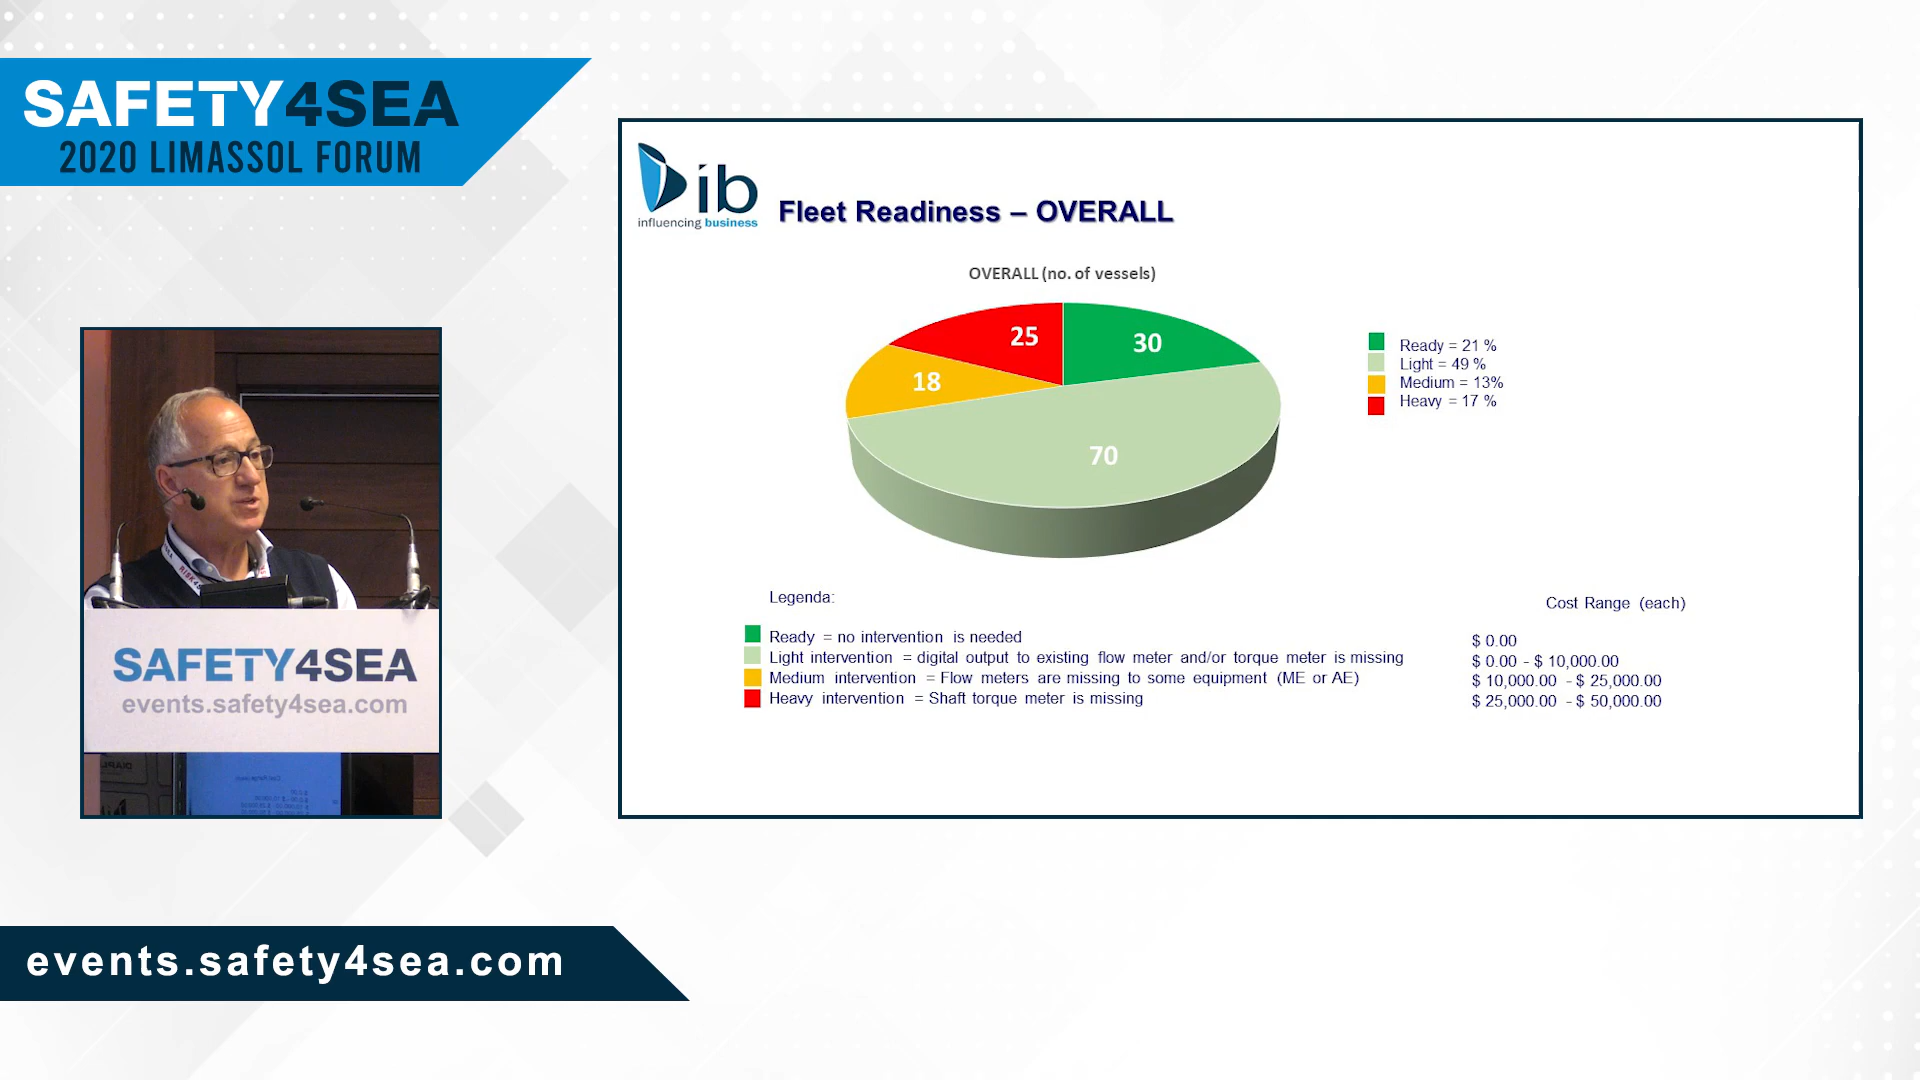 SAFETY4SEA
2020 LIMASSOL FORUM
ib
influencing business
Fleet Readiness – OVERALL
OVERALL (no. of vessels)
25
30
18
70
Ready = 21 %
Light = 49 %
Medium = 13%
Heavy = 17 %
Legenda:
Cost Range (each)
Ready = no intervention is needed
$ 0.00
Light intervention = digital output to existing flow meter and/or torque meter is missing
$ 0.00 - $ 10,000.00
Medium intervention = Flow meters are missing to some equipment (ME or AE)
$ 10,000.00 - $ 25,000.00
Heavy intervention = Shaft torque meter is missing
$ 25,000.00 - $ 50,000.00
SAFETY4SEA
events.safety4sea.com
events.safety4sea.com